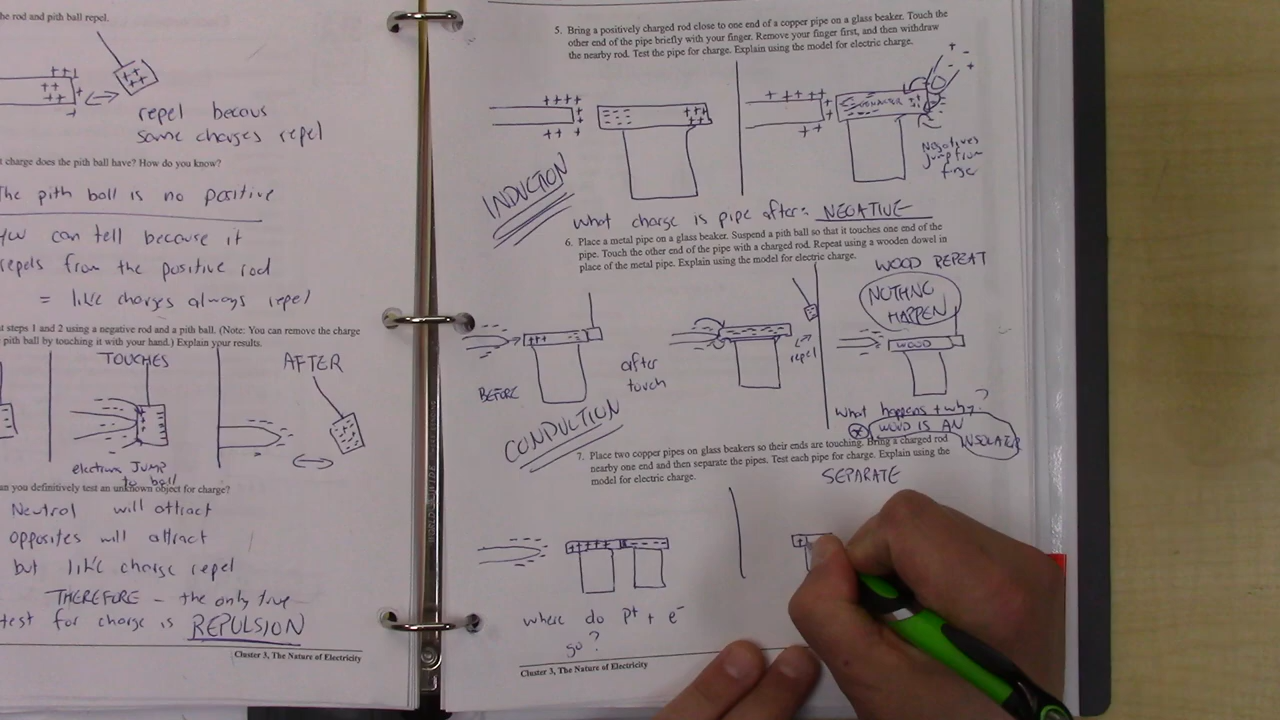 he rod and pith ball repel.
repel becaus
same charges repel
t charge does the pith ball have? How do you know?
The pith ball is no positive
you can tell because it
repels from the positive rod
= like charges always repel
t steps 1 and 2 using a negative rod and a pith ball. (Note: You can remove the charge
pith ball by touching it with your hand.) Explain your results.
TOUCHES
AFTER
electrons JUMP
to ball
an you definitively test an unknown object for charge?
Neutral will attract
opposites will attract
but like charge repel
THEREFORE - the only true
test for charge is REPULSION
Cluster 3, The Nature of Electricity
5. Bring a positively charged rod close to one end of a copper pipe on a glass beaker. Touch the
other end of the pipe briefly with your finger. Remove your finger first, and then withdraw
the nearby rod. Test the pipe for charge. Explain using the model for electric charge.
Negatives
jump from
finger
INDUCTION
What charge is pipe after: NEGATIVE
6. Place a metal pipe on a glass beaker. Suspend a pith ball so that it touches one end of the
pipe. Touch the other end of the pipe with a charged rod. Repeat using a wooden dowel in
place of the metal pipe. Explain using the model for electric charge.
WOOD REPEAT
NOTHNG
HAPPEN
BEFORE
after
touch
repel
WOOD
What happens + why?
WOOD IS AN
INSOLATER
CONDUCTION
7. Place two copper pipes on glass beakers so their ends are touching. Bring a charged rod
nearby one end and then separate the pipes. Test each pipe for charge. Explain using the
model for electric charge.
SEPARATE
where do p+ + e-
go?
Cluster 3, The Nature of Electricity